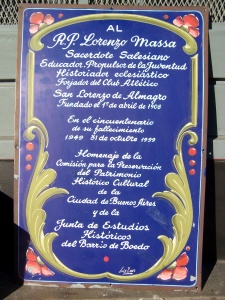 AL
R.P. Lorenzo Massa
Sacerdote Salesiano
Educador, Propulsor de la Juventud
Historiador eclesiástico
Forjador del Club Atlético
San Lorenzo de Almagro
Fundado el 1º de abril de 1908
En el cincuentenario
de su fallecimiento
1949 31 de octubre 1999
Homenaje de la
Comisión para la Preservación
del Patrimonio
Histórico Cultural
de la
Ciudad de Buenos Aires
y de la
Junta de Estudios
Históricos
del Barrio de Boedo